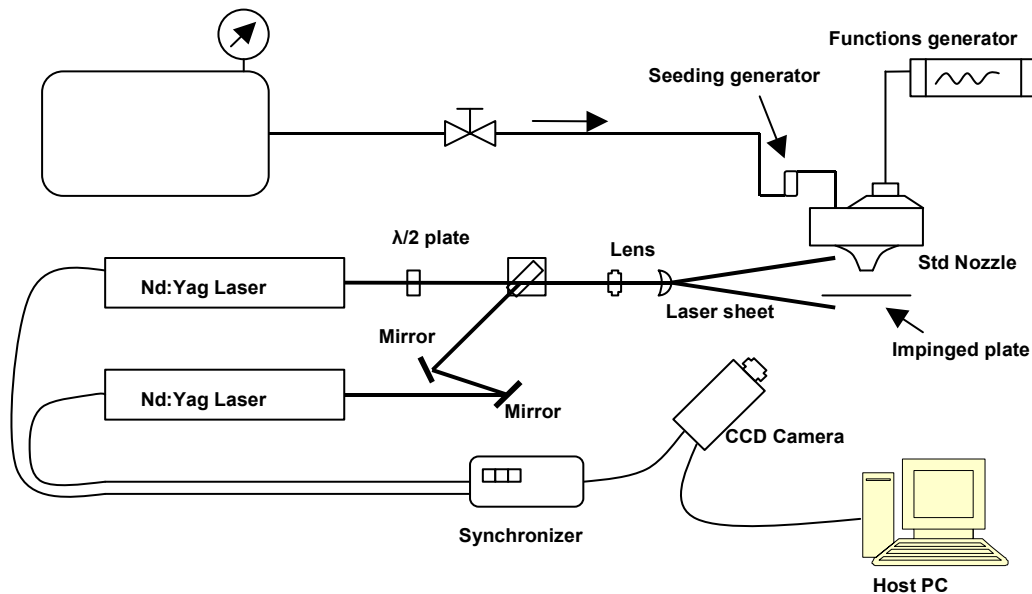 Functions generator
Seeding generator
λ/2 plate
Lens
Std Nozzle
Nd:Yag Laser
Laser sheet
Mirror
Impinged plate
Nd:Yag Laser
Mirror
CCD Camera
Synchronizer
Host PC